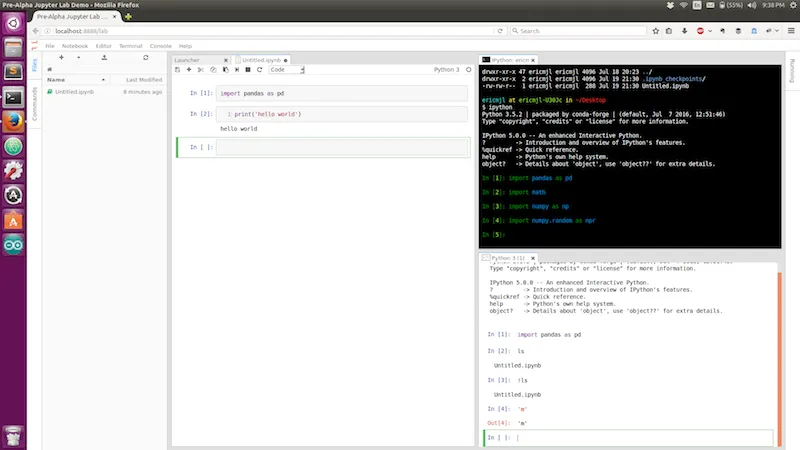 Pre-Alpha Jupyter Lab Demo - Mozilla Firefox
En
(55%)
9:38 PM
Pre-Alpha Jupyter Lab De...
localhost:8888/lab
Search
File Notebook Editor Terminal Console Help
Files
Commands
Name Last Modified
Untitled.ipynb 8 minutes ago
Launcher
Untitled.ipynb
Code
Python 3
In [1]: import pandas as pd
In [2]: 1 print('hello world')
hello world
In [ ]:
IPython: ericm
drwxr-xr-x 47 ericmjl ericmjl 4096 Jul 18 20:23 ../
drwxr-xr-x 2 ericmjl ericmjl 4096 Jul 19 21:30 .ipynb_checkpoints/
-rw-rw-r-- 1 ericmjl ericmjl 288 Jul 19 21:30 Untitled.ipynb
ericmjl at ericmjl-U30Jc in ~/Desktop
$ ipython
Python 3.5.2 | packaged by conda-forge | (default, Jul 7 2016, 12:51:46)
Type "copyright", "credits" or "license" for more information.
IPython 5.0.0 -- An enhanced Interactive Python.
? -> Introduction and overview of IPython's features.
%quickref -> Quick reference.
help -> Python's own help system.
object? -> Details about 'object', use 'object??' for extra details.
In [1]: import pandas as pd
In [2]: import math
In [3]: import numpy as np
In [4]: import numpy.random as npr
In [5]:
Python 3 (1)
Type "copyright", "credits" or "license" for more information.
IPython 5.0.0 -- An enhanced Interactive Python.
? -> Introduction and overview of IPython's features.
%quickref -> Quick reference.
help -> Python's own help system.
object? -> Details about 'object', use 'object??' for extra details.
In [1]: import pandas as pd
In [2]: ls
Untitled.ipynb
In [3]: !ls
Untitled.ipynb
In [4]: 'm'
Out[4]: 'm'
In [ ]:
Running